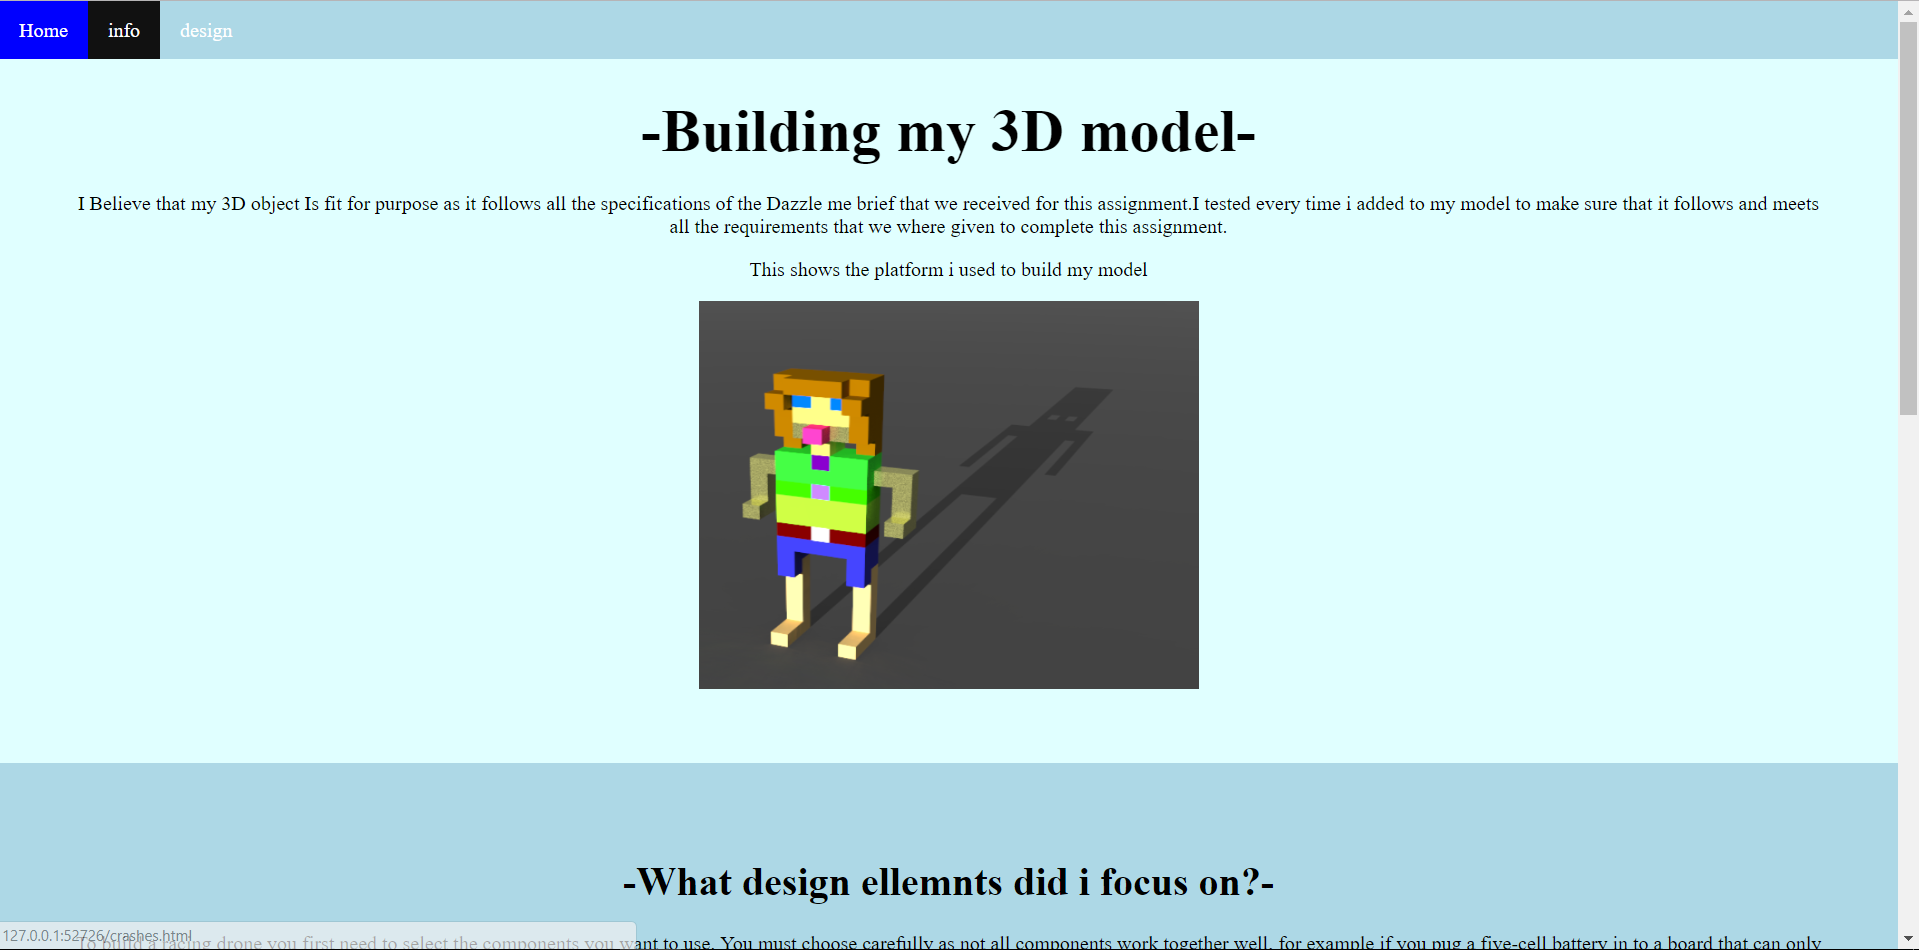 Home info design
-Building my 3D model-
I Believe that my 3D object Is fit for purpose as it follows all the specifications of the Dazzle me brief that we received for this assignment.I tested every time i added to my model to make sure that it follows and meets
all the requirements that we where given to complete this assignment.
This shows the platform i used to build my model
-What design ellemnts did i focus on?-
To build a racing drone you first need to select the components you want to use. You must choose carefully as not all components work together well, for example if you pug a five-cell battery in to a board that can only
127.0.0.1:52726/crashes.html